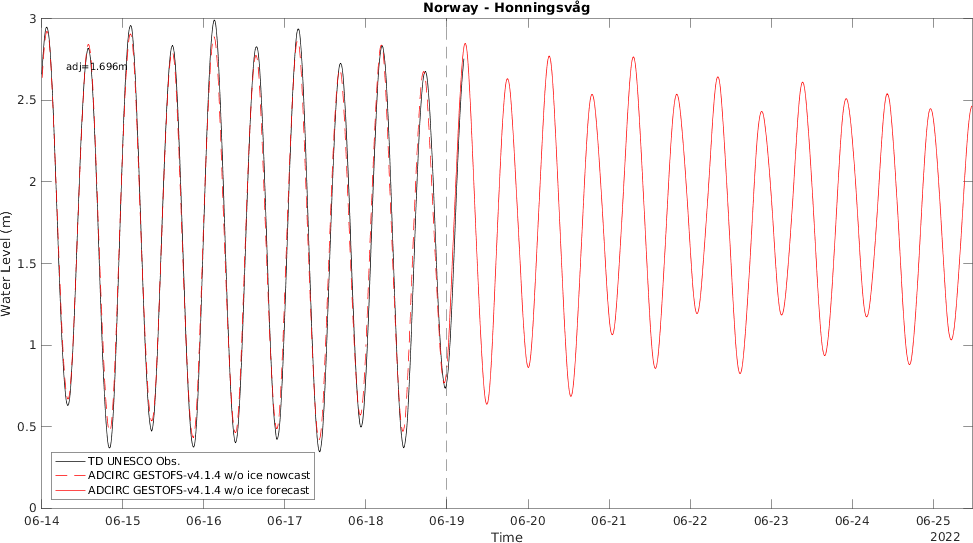 Norway - Honningsvåg
3
adj=1.696m
2.5
2
1.5
1
0.5
0
Water Level (m)
TD UNESCO Obs.
ADCIRC GESTOFS-v4.1.4 w/o ice nowcast
ADCIRC GESTOFS-v4.1.4 w/o ice forecast
06-14 06-15 06-16 06-17 06-18 06-19 06-20 06-21 06-22 06-23 06-24 06-25
Time
2022